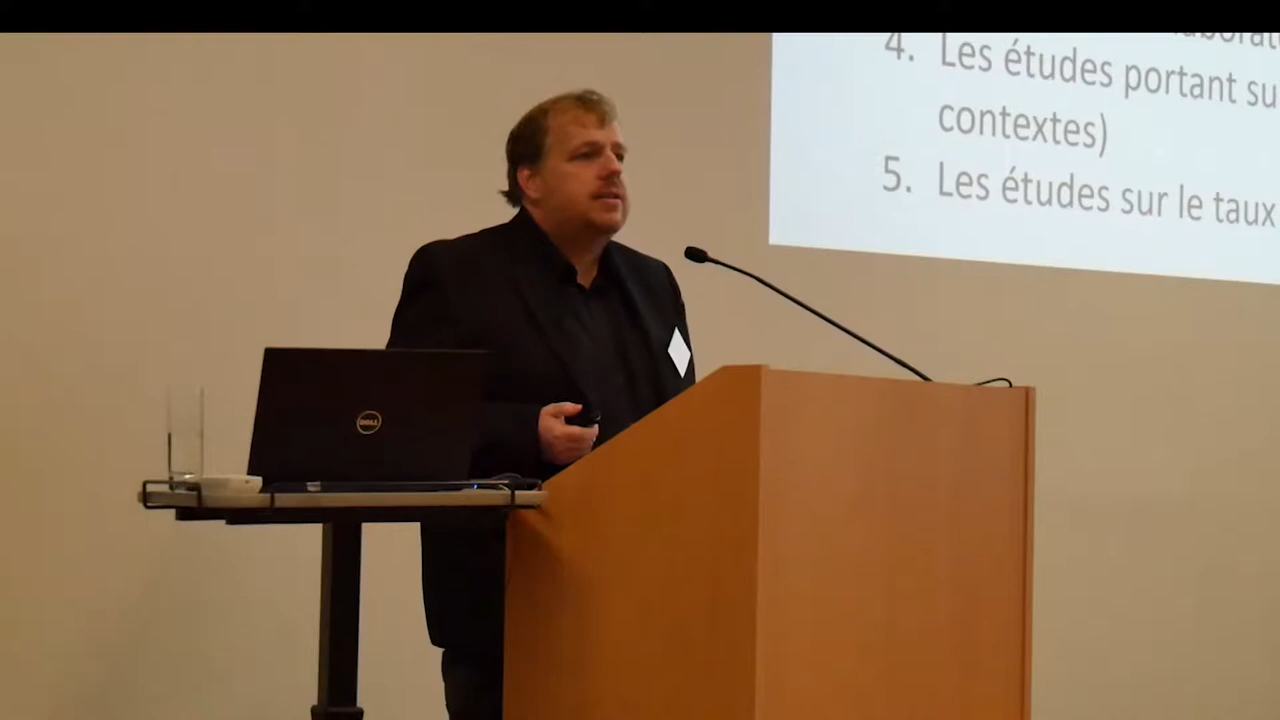 4. Les études portant su
contextes)
5. Les études sur le taux
DELL